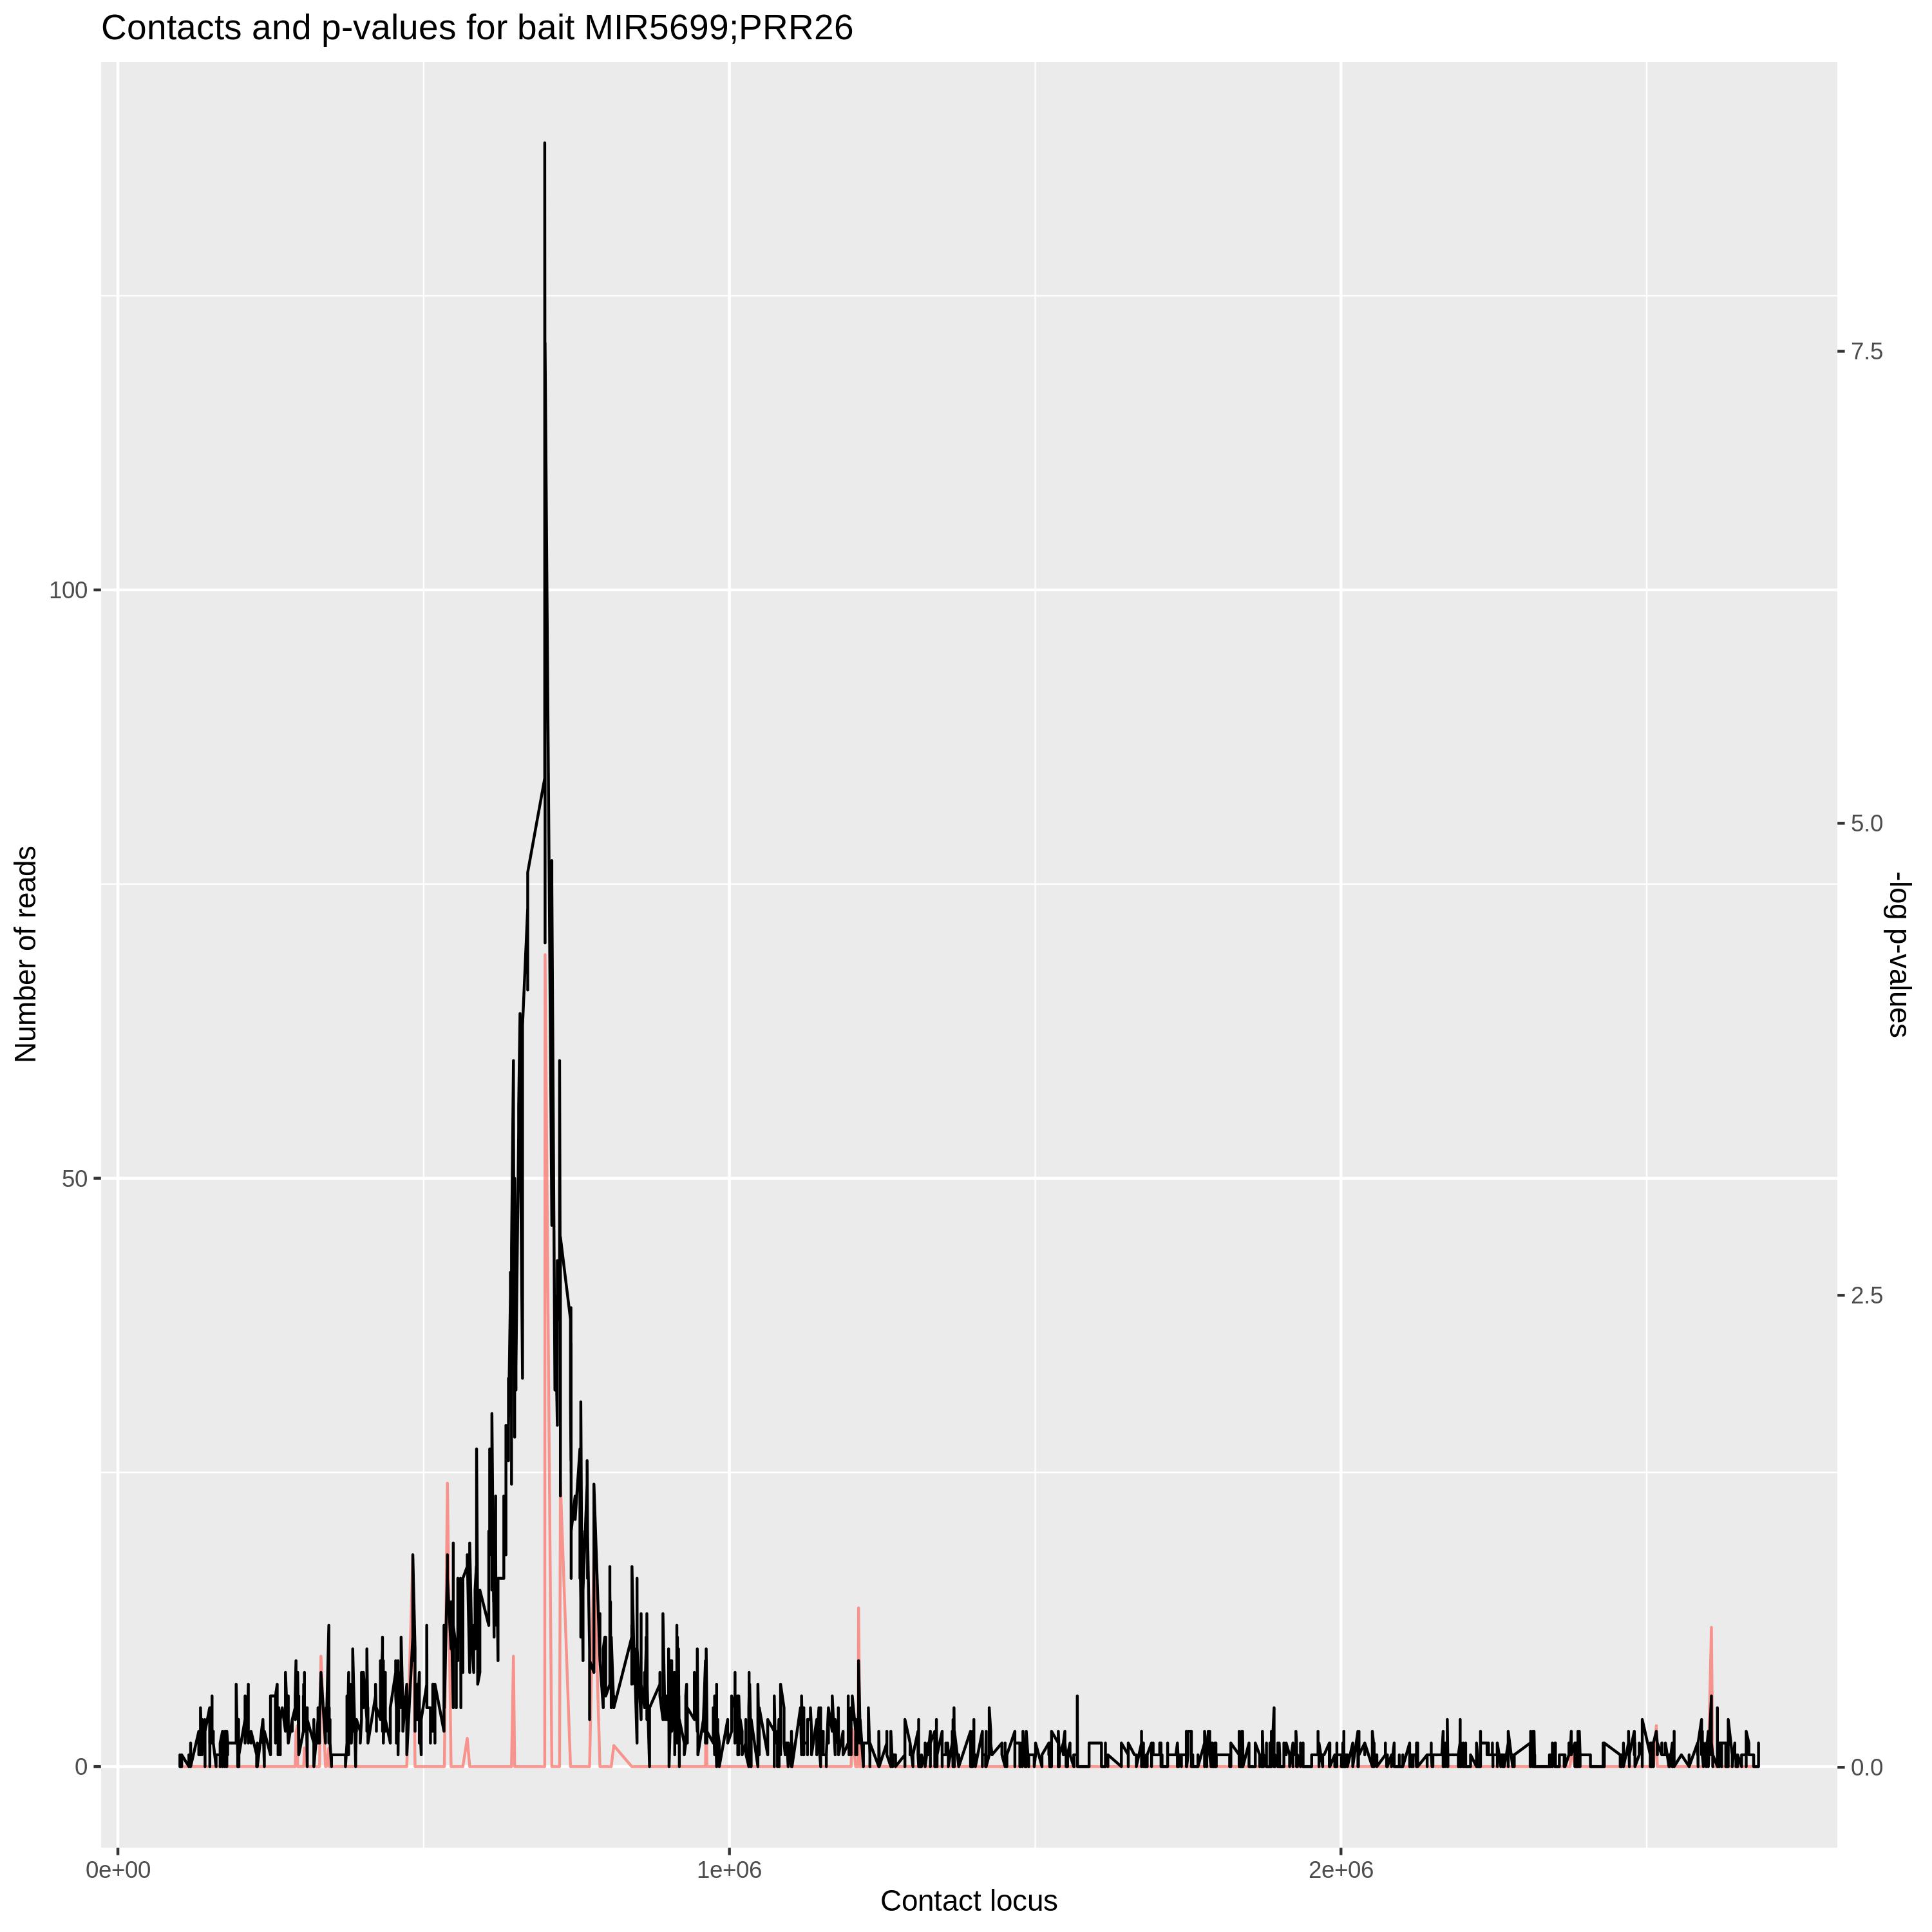 Contacts and p-values for bait MIR5699;PRR26
Number of reads
100
50
0
7.5
5.0
2.5
0.0
-log p-values
0e+00
1e+06
2e+06
Contact locus